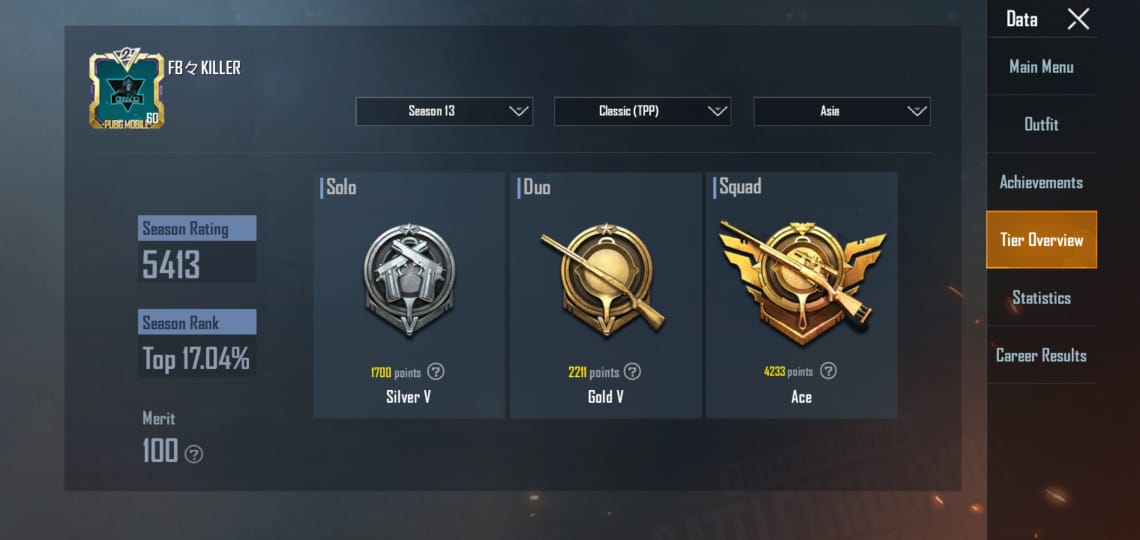 FB々KILLER
60
PUBG MOBILE
Season 13
Classic (TPP)
Asia
Season Rating
5413
Season Rank
Top 17.04%
Merit
100 ?
Solo
1700 points ?
Silver V
Duo
2211 points ?
Gold V
Squad
4233 points ?
Ace
Data
Main Menu
Outfit
Achievements
Tier Overview
Statistics
Career Results